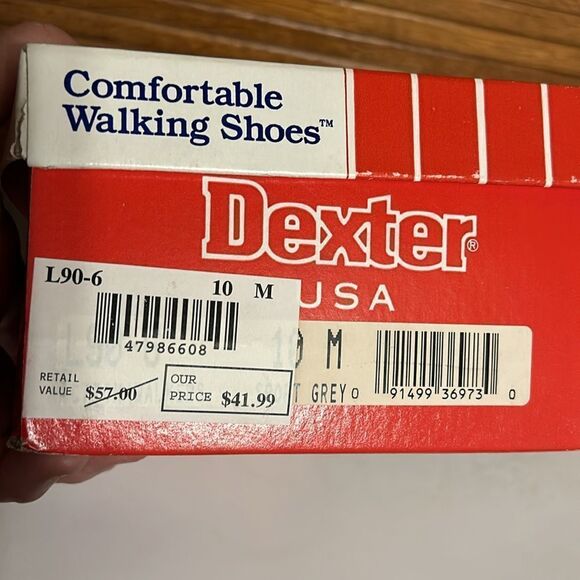 Comfortable
Walking Shoes™
Dexter®
USA
L90-6 10 M
47986608
RETAIL VALUE $57.00
OUR PRICE $41.99
10 M
GREY
0 91499 36973 0